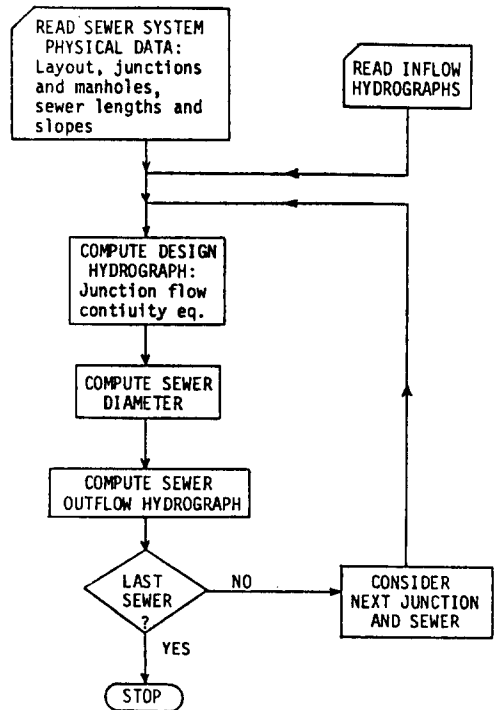 READ SEWER SYSTEM
PHYSICAL DATA:
Layout, junctions
and manholes,
sewer lengths and
slopes
READ INFLOW
HYDROGRAPHS
COMPUTE DESIGN
HYDROGRAPH:
Junction flow
contiuity eq.
COMPUTE SEWER
DIAMETER
COMPUTE SEWER
OUTFLOW HYDROGRAPH
LAST
SEWER
?
NO
CONSIDER
NEXT JUNCTION
AND SEWER
YES
STOP